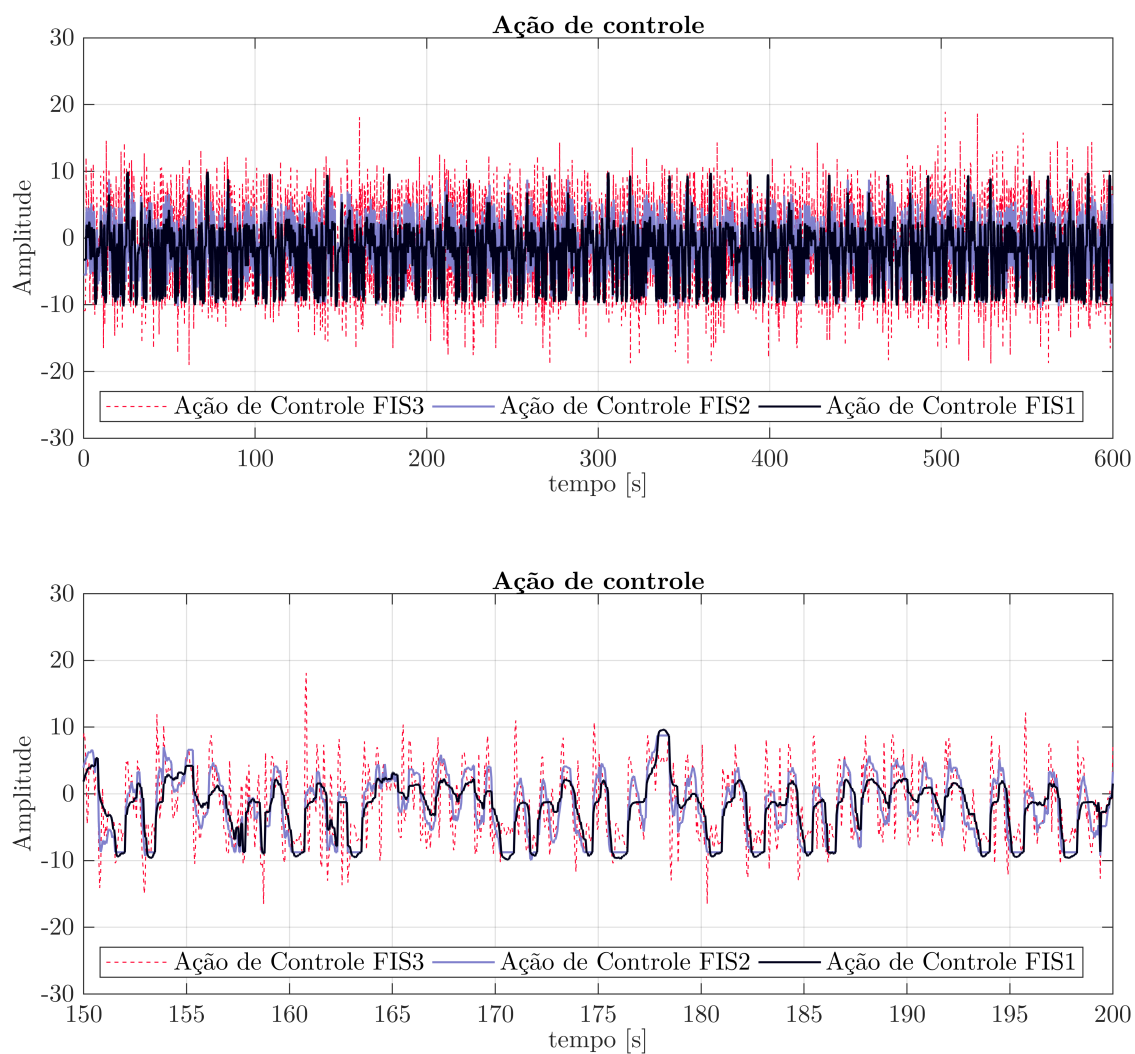 Ação de controle
30
20
10
0
-10
-20
-30
Amplitude
Ação de Controle FIS3 Ação de Controle FIS2 Ação de Controle FIS1
0 100 200 300 400 500 600
tempo [s]
Ação de controle
30
20
10
0
-10
-20
-30
Amplitude
Ação de Controle FIS3 Ação de Controle FIS2 Ação de Controle FIS1
150 155 160 165 170 175 180 185 190 195 200
tempo [s]